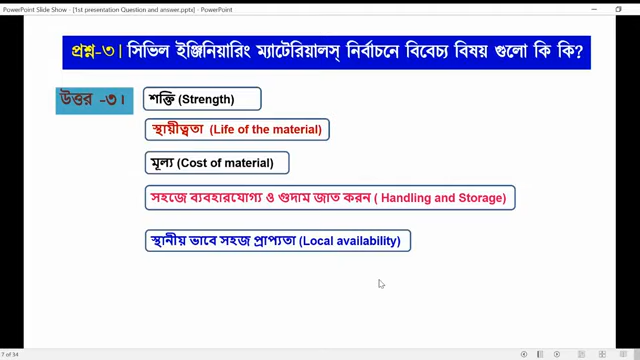 PowerPoint Slide Show - [1st presentation Question and answer.pptx] - PowerPoint
প্রশ্ন-৩| সিভিল ইঞ্জিনিয়ারিং ম্যাটেরিয়ালস্ নির্বাচনে বিবেচ্য বিষয় গুলো কি কি?
উত্তর -৩।
শক্তি (Strength)
স্থায়ীত্বতা (Life of the material)
মূল্য (Cost of material)
সহজে ব্যবহারযোগ্য ও গুদাম জাত করন ( Handling and Storage)
স্থানীয় ভাবে সহজ প্রাপ্যতা (Local availability)
7 of 34